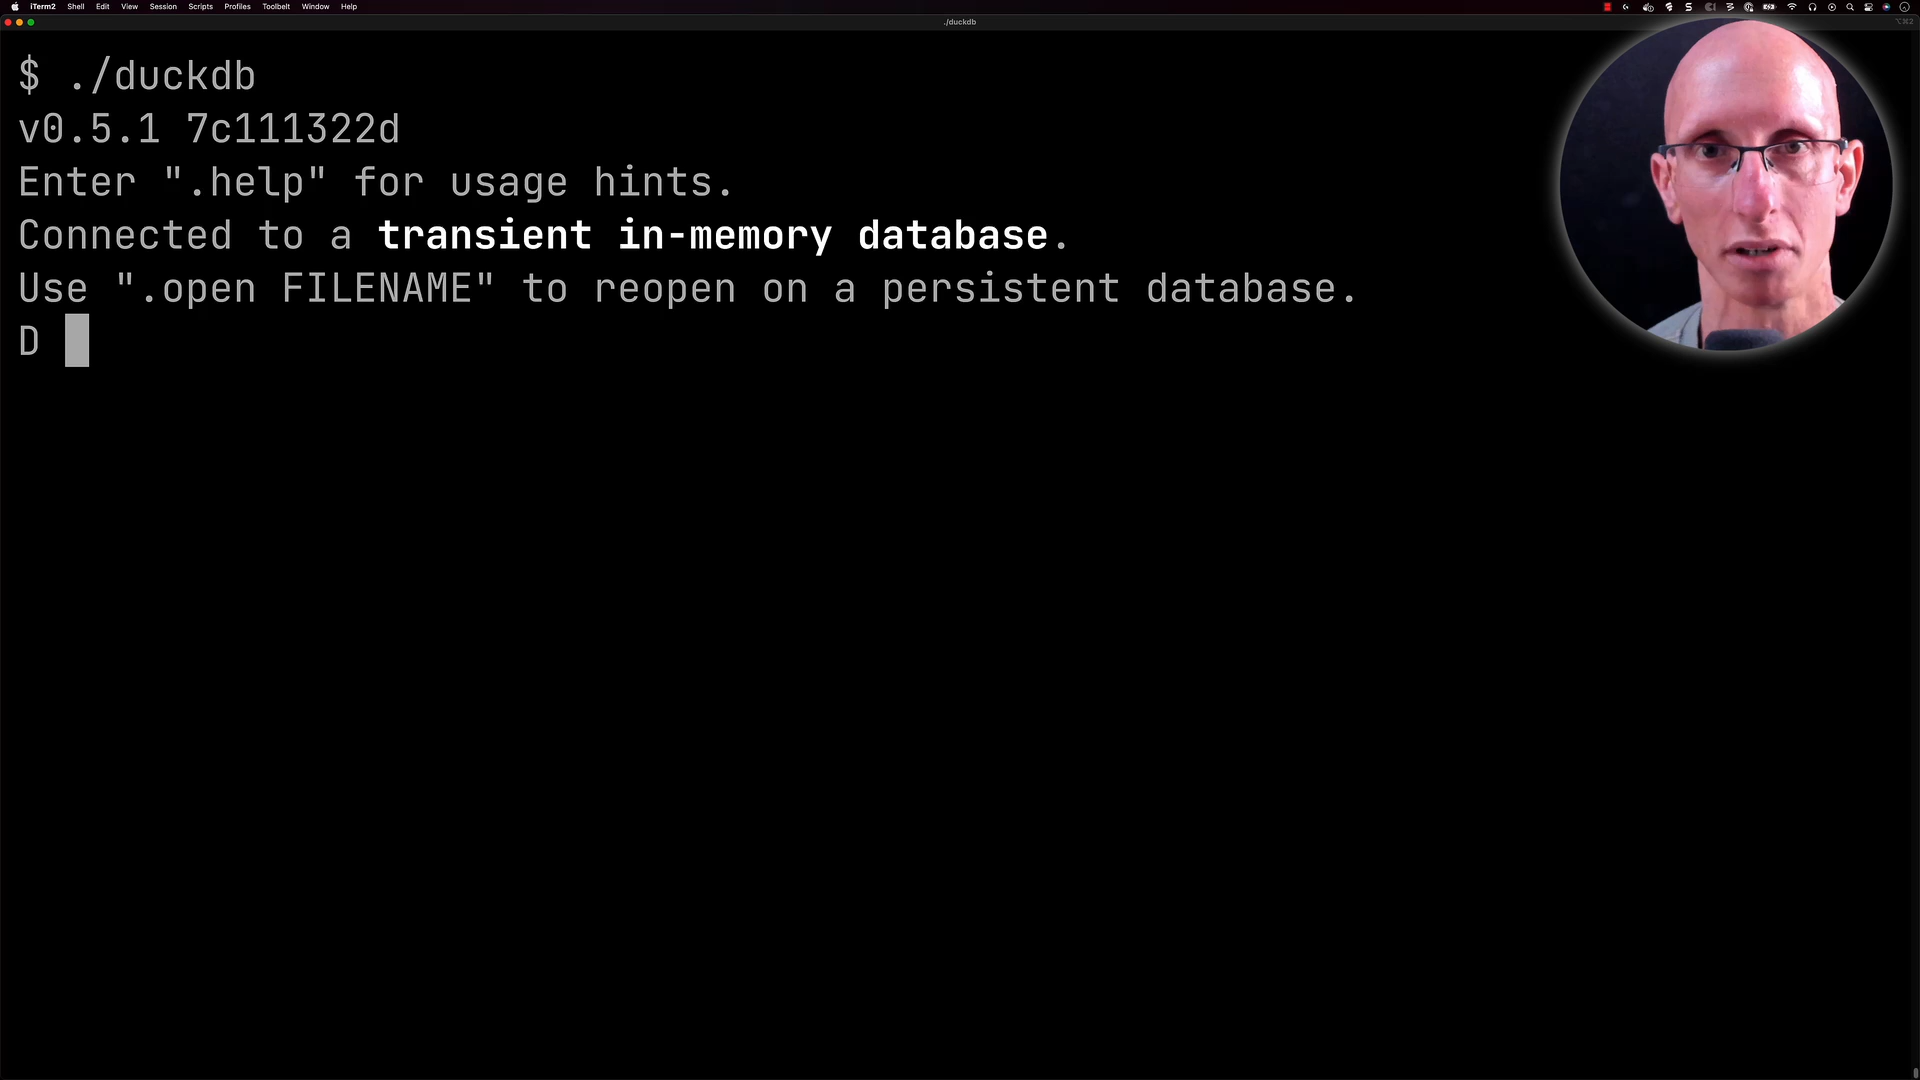 iTerm2 Shell Edit View Session Scripts Profiles Toolbelt Window Help
./duckdb
⌥⌘2
$ ./duckdb
v0.5.1 7c111322d
Enter ".help" for usage hints.
Connected to a transient in-memory database.
Use ".open FILENAME" to reopen on a persistent database.
D